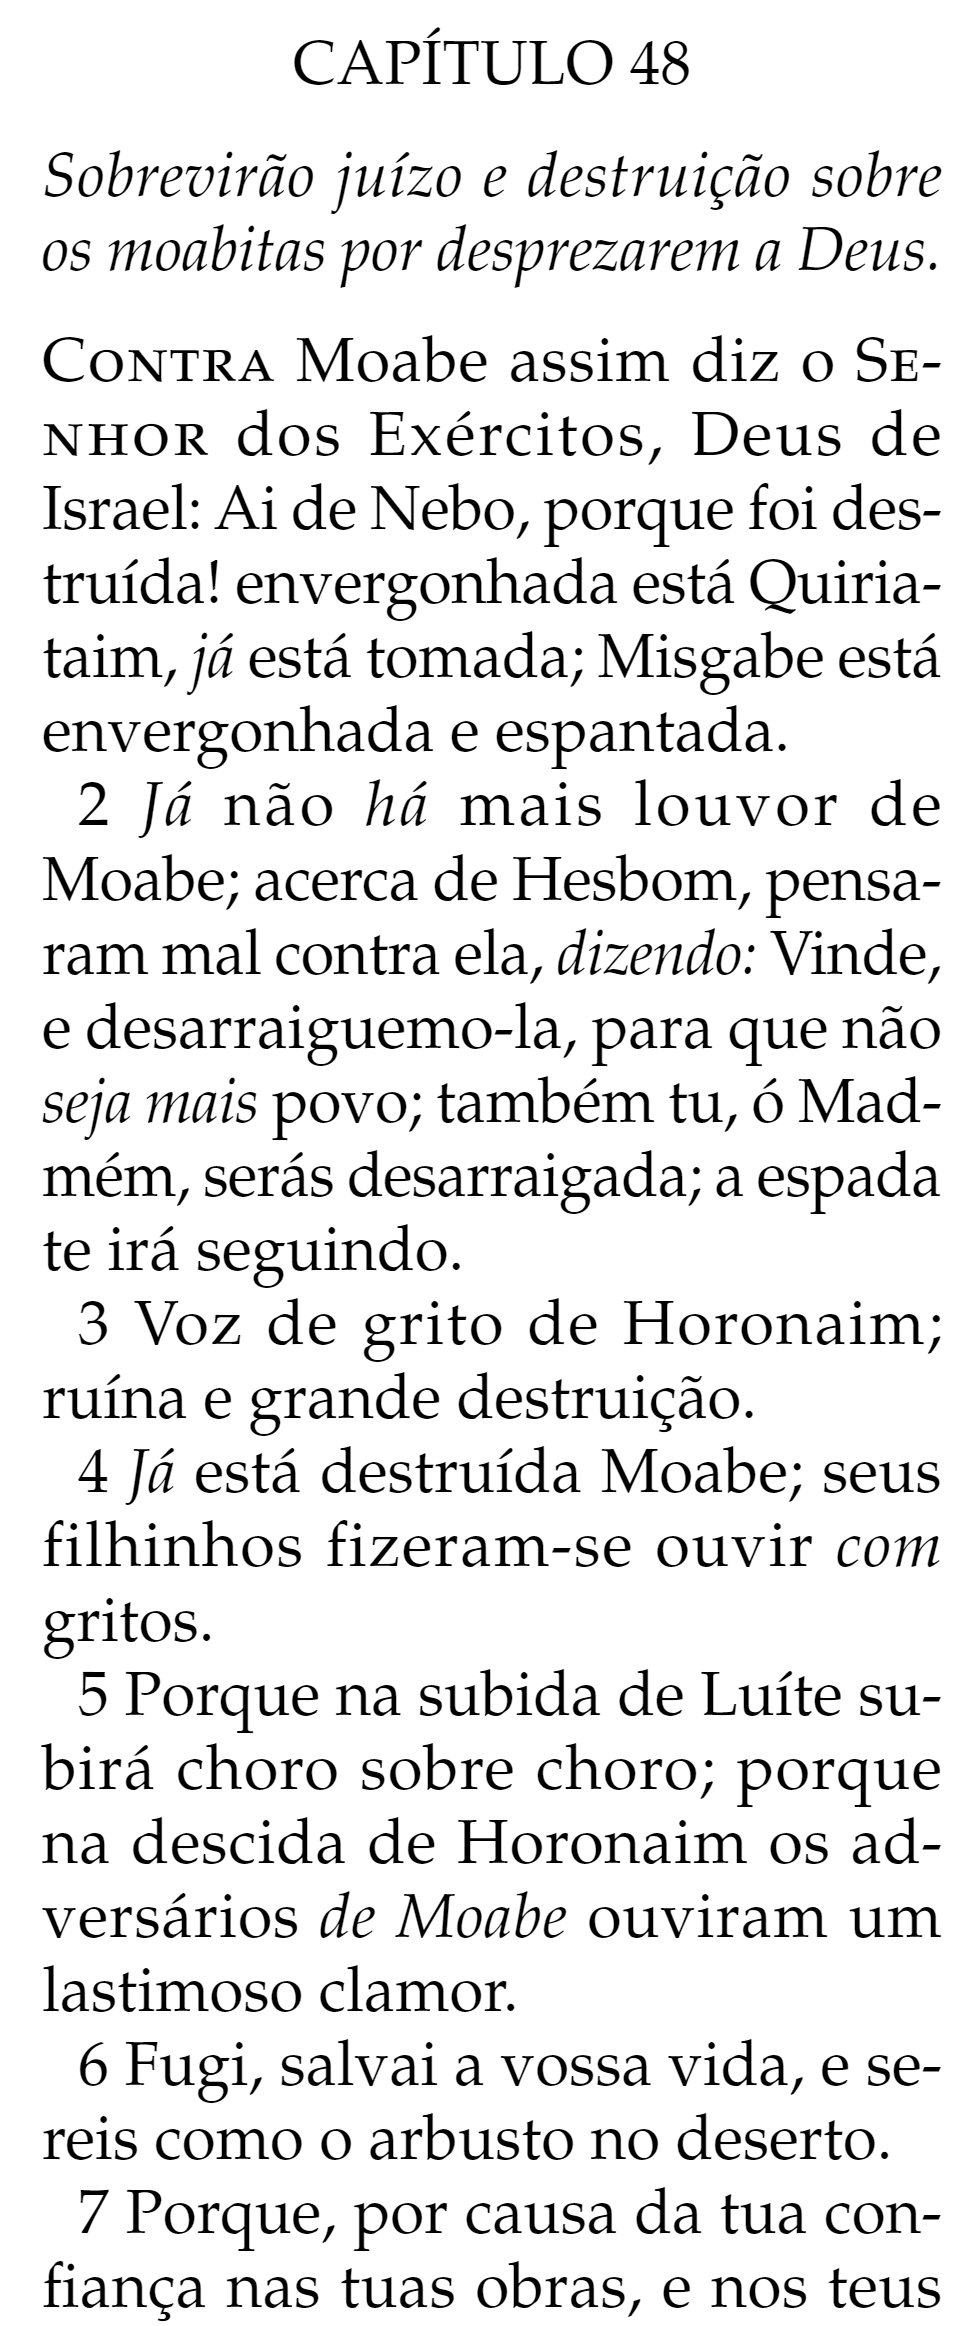 CAPÍTULO 48
Sobrevirão juízo e destruição sobre
os moabitas por desprezarem a Deus.
CONTRA Moabe assim diz o SE-
NHOR dos Exércitos, Deus de
Israel: Ai de Nebo, porque foi des-
truída! envergonhada está Quiria-
taim, já está tomada; Misgabe está
envergonhada e espantada.
2 Já não há mais louvor de
Moabe; acerca de Hesbom, pensa-
ram mal contra ela, dizendo: Vinde,
e desarraiguemo-la, para que não
seja mais povo; também tu, ó Mad-
mém, serás desarraigada; a espada
te irá seguindo.
3 Voz de grito de Horonaim;
ruína e grande destruição.
4 Já está destruída Moabe; seus
filhinhos fizeram-se ouvir com
gritos.
5 Porque na subida de Luíte su-
birá choro sobre choro; porque
na descida de Horonaim os ad-
versários de Moabe ouviram um
lastimoso clamor.
6 Fugi, salvai a vossa vida, e se-
reis como o arbusto no deserto.
7 Porque, por causa da tua con-
fiança nas tuas obras, e nos teus